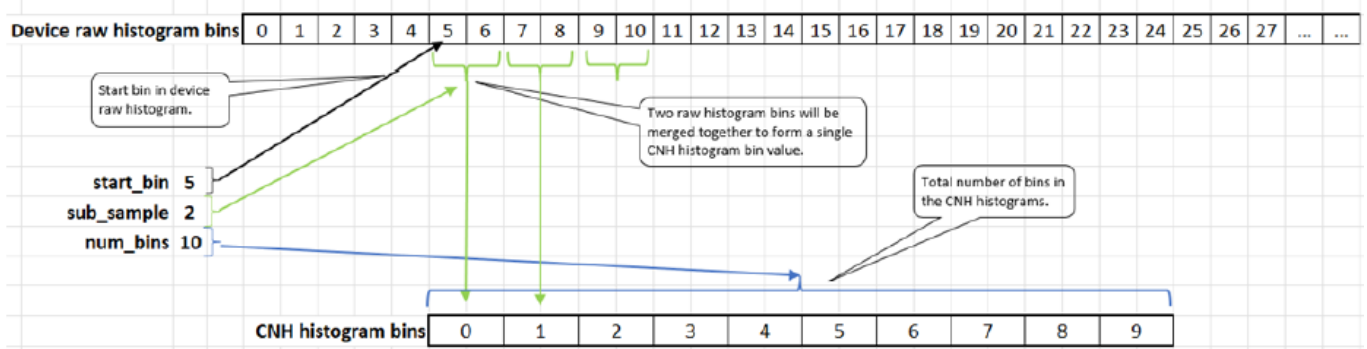 Device raw histogram bins 0 1 2 3 4 5 6 7 8 9 10 11 12 13 14 15 16 17 18 19 20 21 22 23 24 25 26 27 ... ...
Start bin in device
raw histogram.
Two raw histogram bins will be
merged together to form a single
CNH histogram bin value.
start_bin 5
sub_sample 2
num_bins 10
Total number of bins in
the CNH histograms.
CNH histogram bins 0 1 2 3 4 5 6 7 8 9